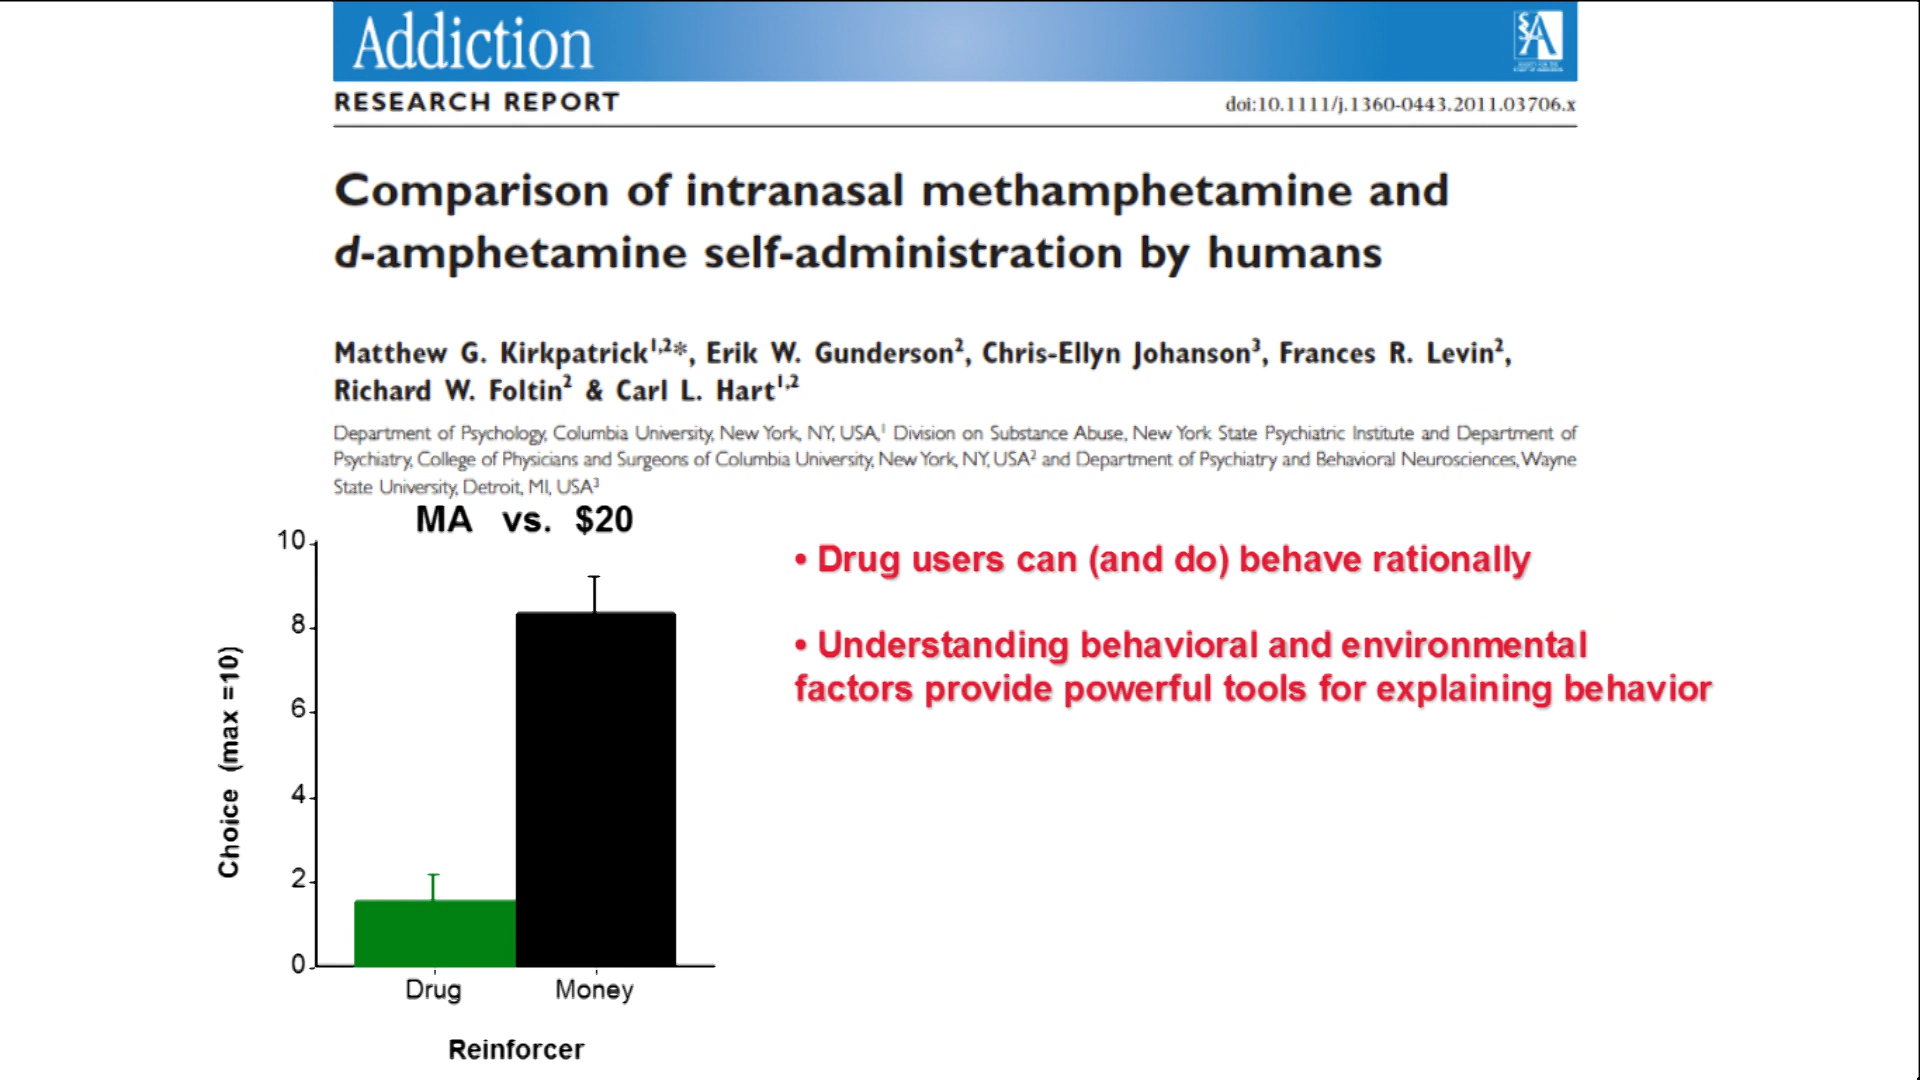 Addiction
RESEARCH REPORT
doi:10.1111/j.1360-0443.2011.03706.x
Comparison of intranasal methamphetamine and
d-amphetamine self-administration by humans
Matthew G. Kirkpatrick1,2*, Erik W. Gunderson2, Chris-Ellyn Johanson3, Frances R. Levin2,
Richard W. Foltin2 & Carl L. Hart1,2
Department of Psychology, Columbia University, New York, NY, USA,1 Division on Substance Abuse, New York State Psychiatric Institute and Department of
Psychiatry, College of Physicians and Surgeons of Columbia University, New York, NY, USA2 and Department of Psychiatry and Behavioral Neurosciences, Wayne
State University, Detroit, MI, USA3
MA vs. $20
10
8
6
4
2
0
Choice (max =10)
Drug
Money
Reinforcer
• Drug users can (and do) behave rationally
• Understanding behavioral and environmental
factors provide powerful tools for explaining behavior